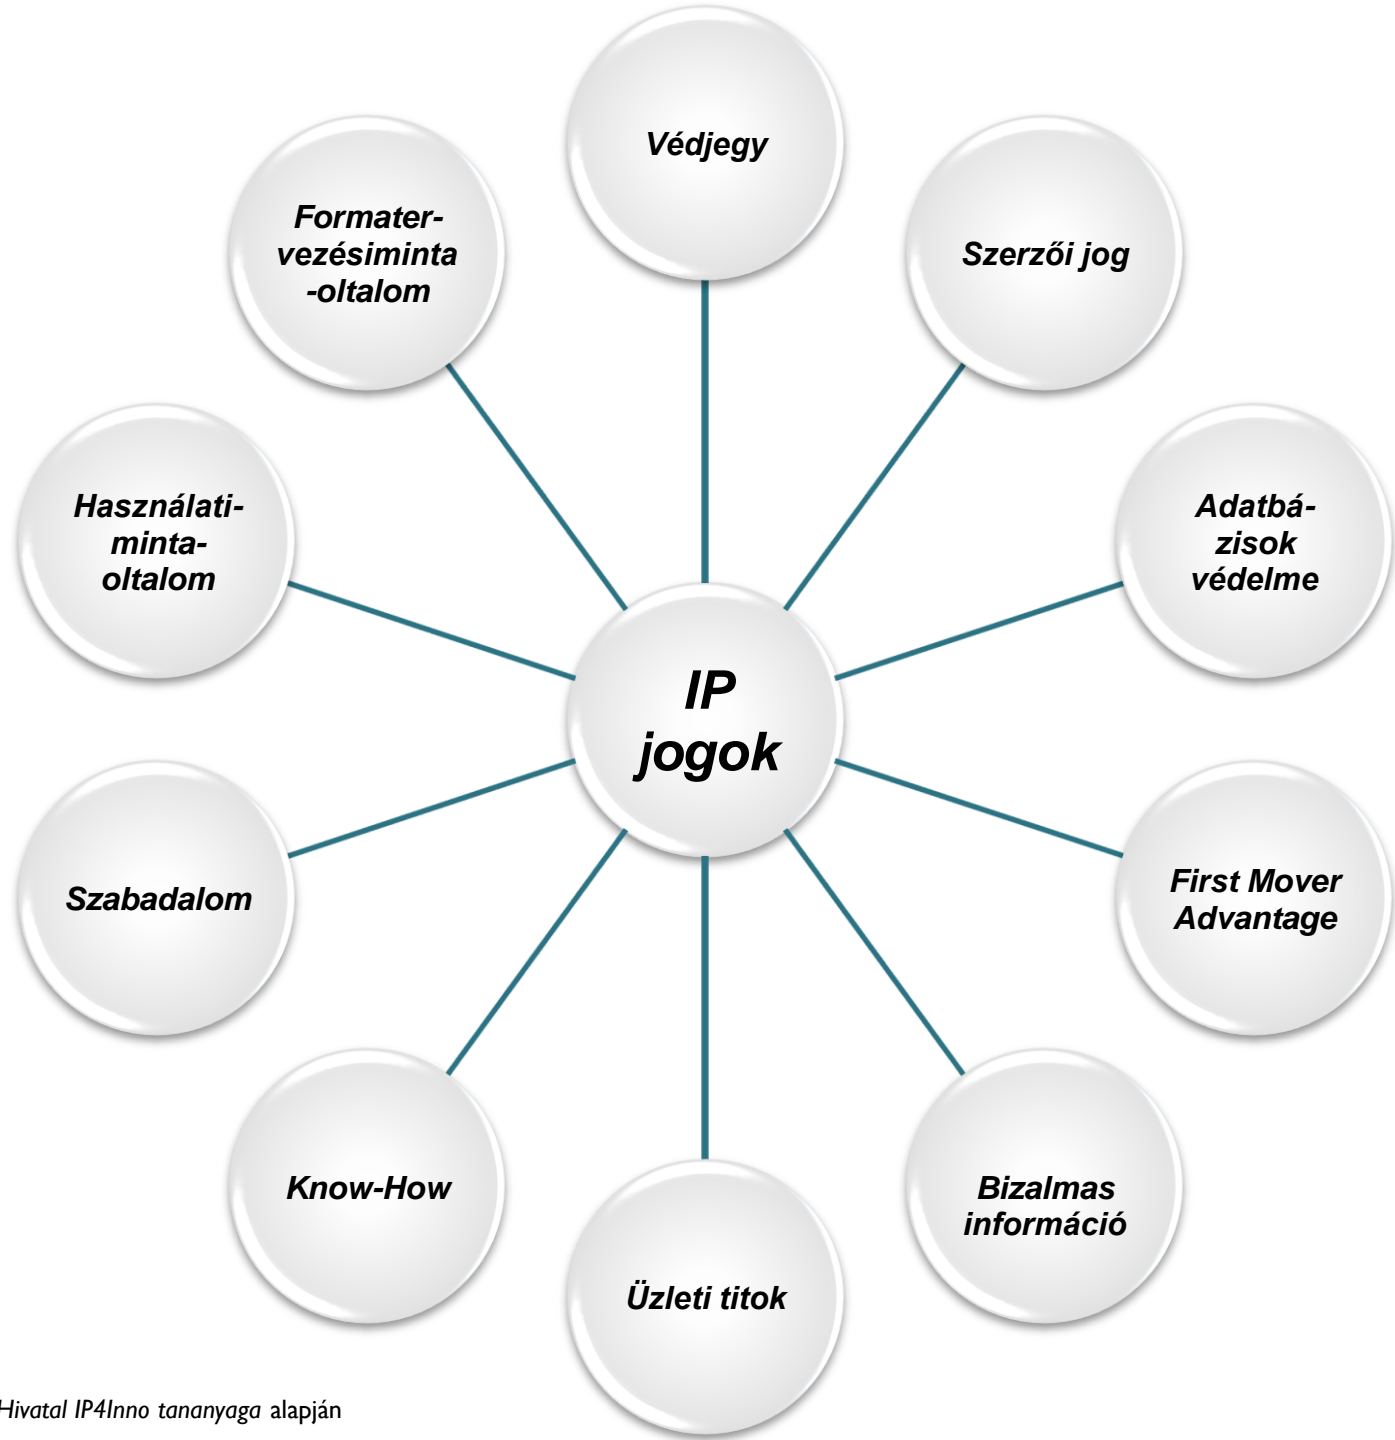 Védjegy
Szerzői jog
Adatbá-
zisok
védelme
First Mover
Advantage
Bizalmas
információ
Üzleti titok
Know-How
Szabadalom
Használati-
minta-
oltalom
Formater-
vezésiminta
-oltalom
IP
jogok
Hivatal IP4Inno tananyaga alapján